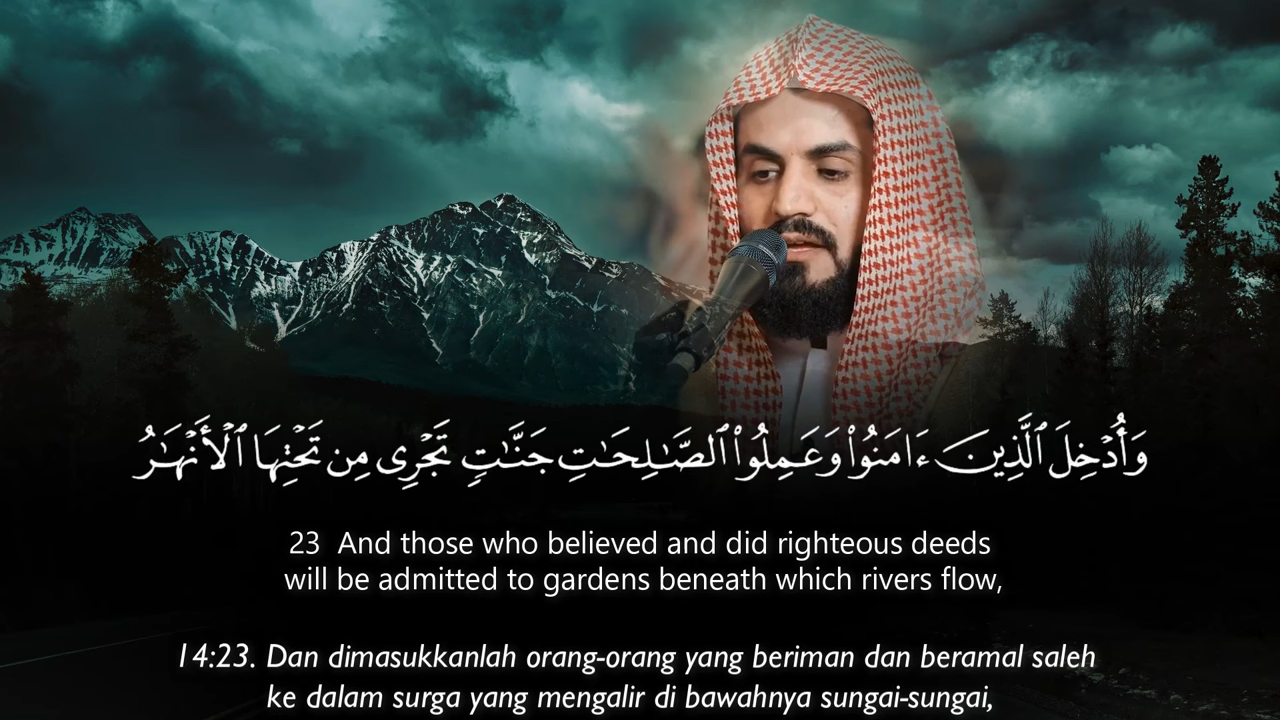 وَأُدْخِلَ ٱلَّذِينَ ءَامَنُوا۟ وَعَمِلُوا۟ ٱلصَّـٰلِحَـٰتِ جَنَّـٰتٍ تَجْرِى مِن تَحْتِهَا ٱلْأَنْهَـٰرُ
23 And those who believed and did righteous deeds
will be admitted to gardens beneath which rivers flow,
14:23. Dan dimasukkanlah orang-orang yang beriman dan beramal saleh
ke dalam surga yang mengalir di bawahnya sungai-sungai,